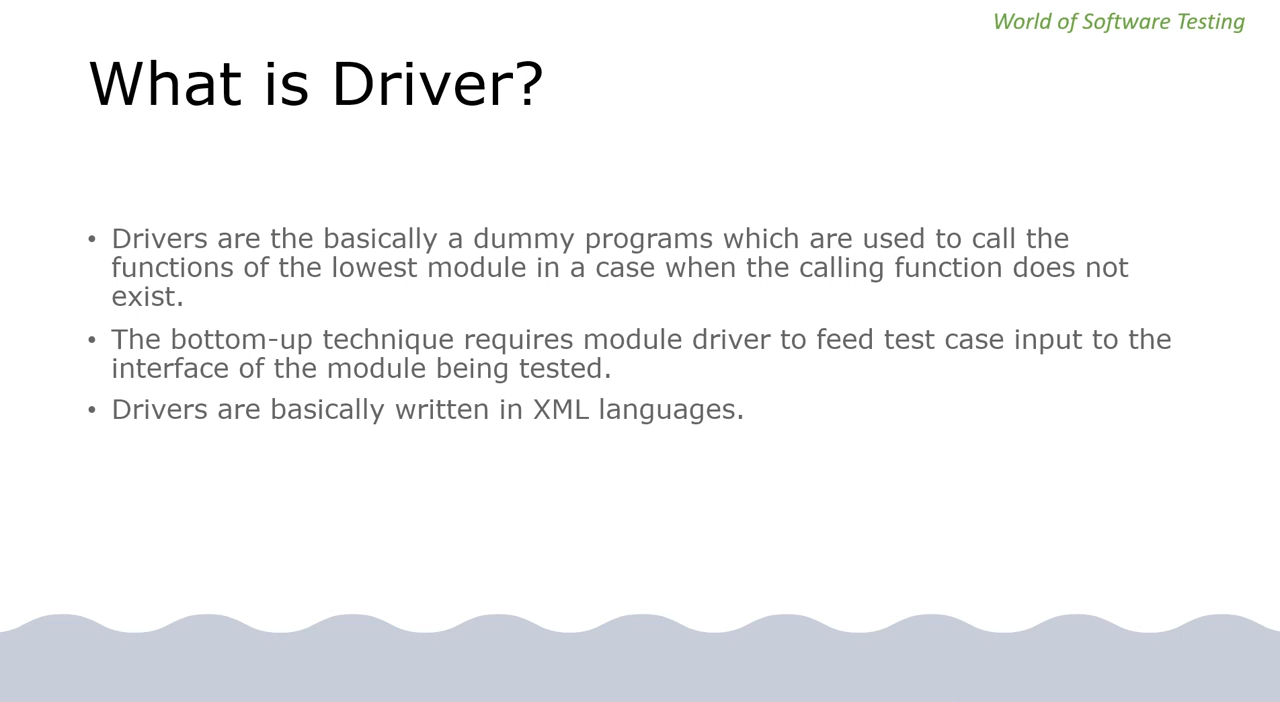 World of Software Testing
What is Driver?
• Drivers are the basically a dummy programs which are used to call the
functions of the lowest module in a case when the calling function does not
exist.
• The bottom-up technique requires module driver to feed test case input to the
interface of the module being tested.
• Drivers are basically written in XML languages.